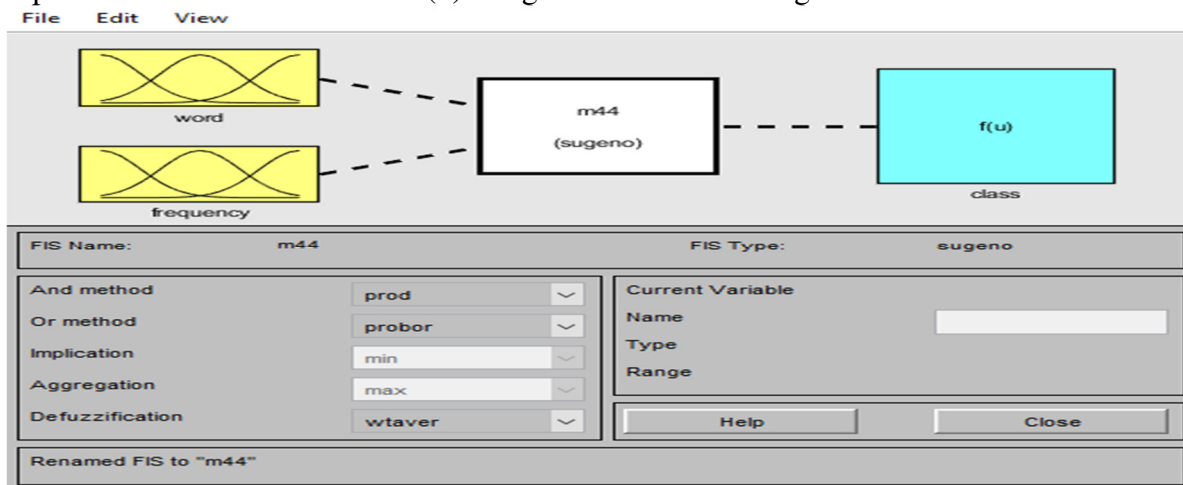 File Edit View
word
frequency
m44
(sugeno)
f(u)
class
FIS Name: m44 FIS Type: sugeno
And method prod
Or method probor
Implication min
Aggregation max
Defuzzification wtaver
Current Variable
Name
Type
Range
Help Close
Renamed FIS to "m44"